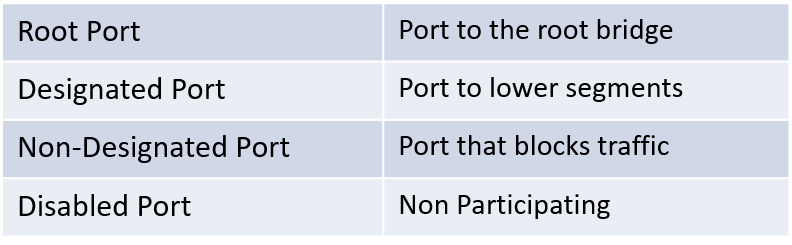 Root Port Port to the root bridge
Designated Port Port to lower segments
Non-Designated Port Port that blocks traffic
Disabled Port Non Participating